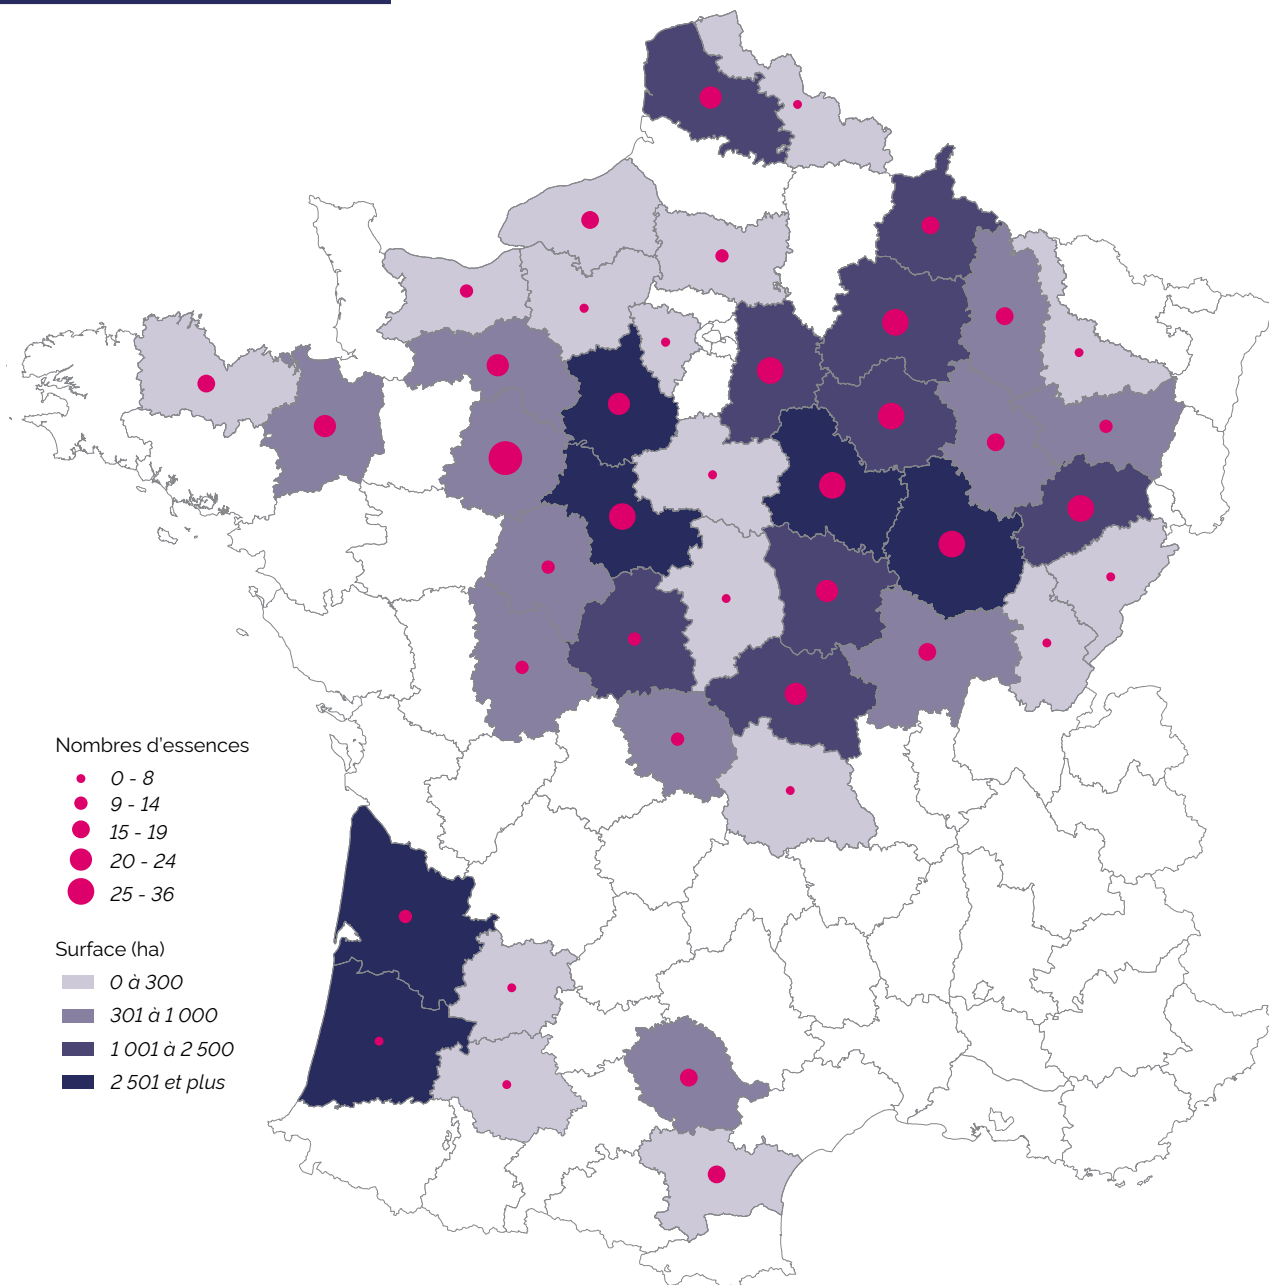 Nombres d'essences
0 - 8
9 - 14
15 - 19
20 - 24
25 - 36
Surface (ha)
0 à 300
301 à 1 000
1 001 à 2 500
2 501 et plus